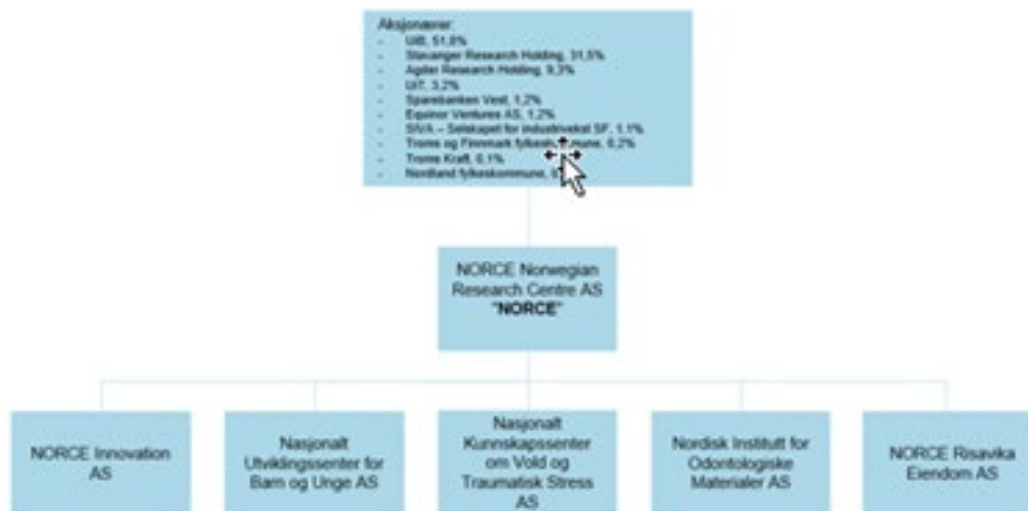 Aksjonærer:
- UiB, 51,8%
- Stavanger Research Holding, 31,5%
- Agder Research Holding, 9,3%
- UiT, 3,2%
- Sparebanken Vest, 1,2%
- Equinor Ventures AS, 1,2%
- SIVA – Selskapet for industrivekst SF, 1,1%
- Troms og Finnmark fylkeskommune, 0,2%
- Troms Kraft, 0,1%
- Nordland fylkeskommune,
NORCE Norwegian
Research Centre AS
"NORCE"
NORCE Innovation
AS
Nasjonalt
Utviklingssenter for
Barn og Unge AS
Nasjonalt
Kunnskapssenter
om Vold og
Traumatisk Stress
AS
Nordisk Institutt for
Odontologiske
Materialer AS
NORCE Risavika
Eiendom AS